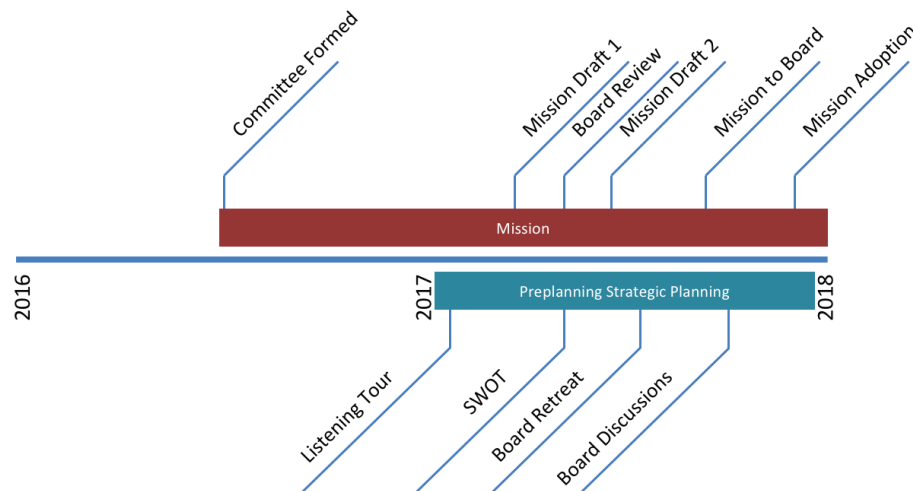 Committee Formed
Mission Draft 1
Board Review
Mission Draft 2
Mission to Board
Mission Adoption
Mission
2016
2017
2018
Preplanning Strategic Planning
Listening Tour
SWOT
Board Retreat
Board Discussions